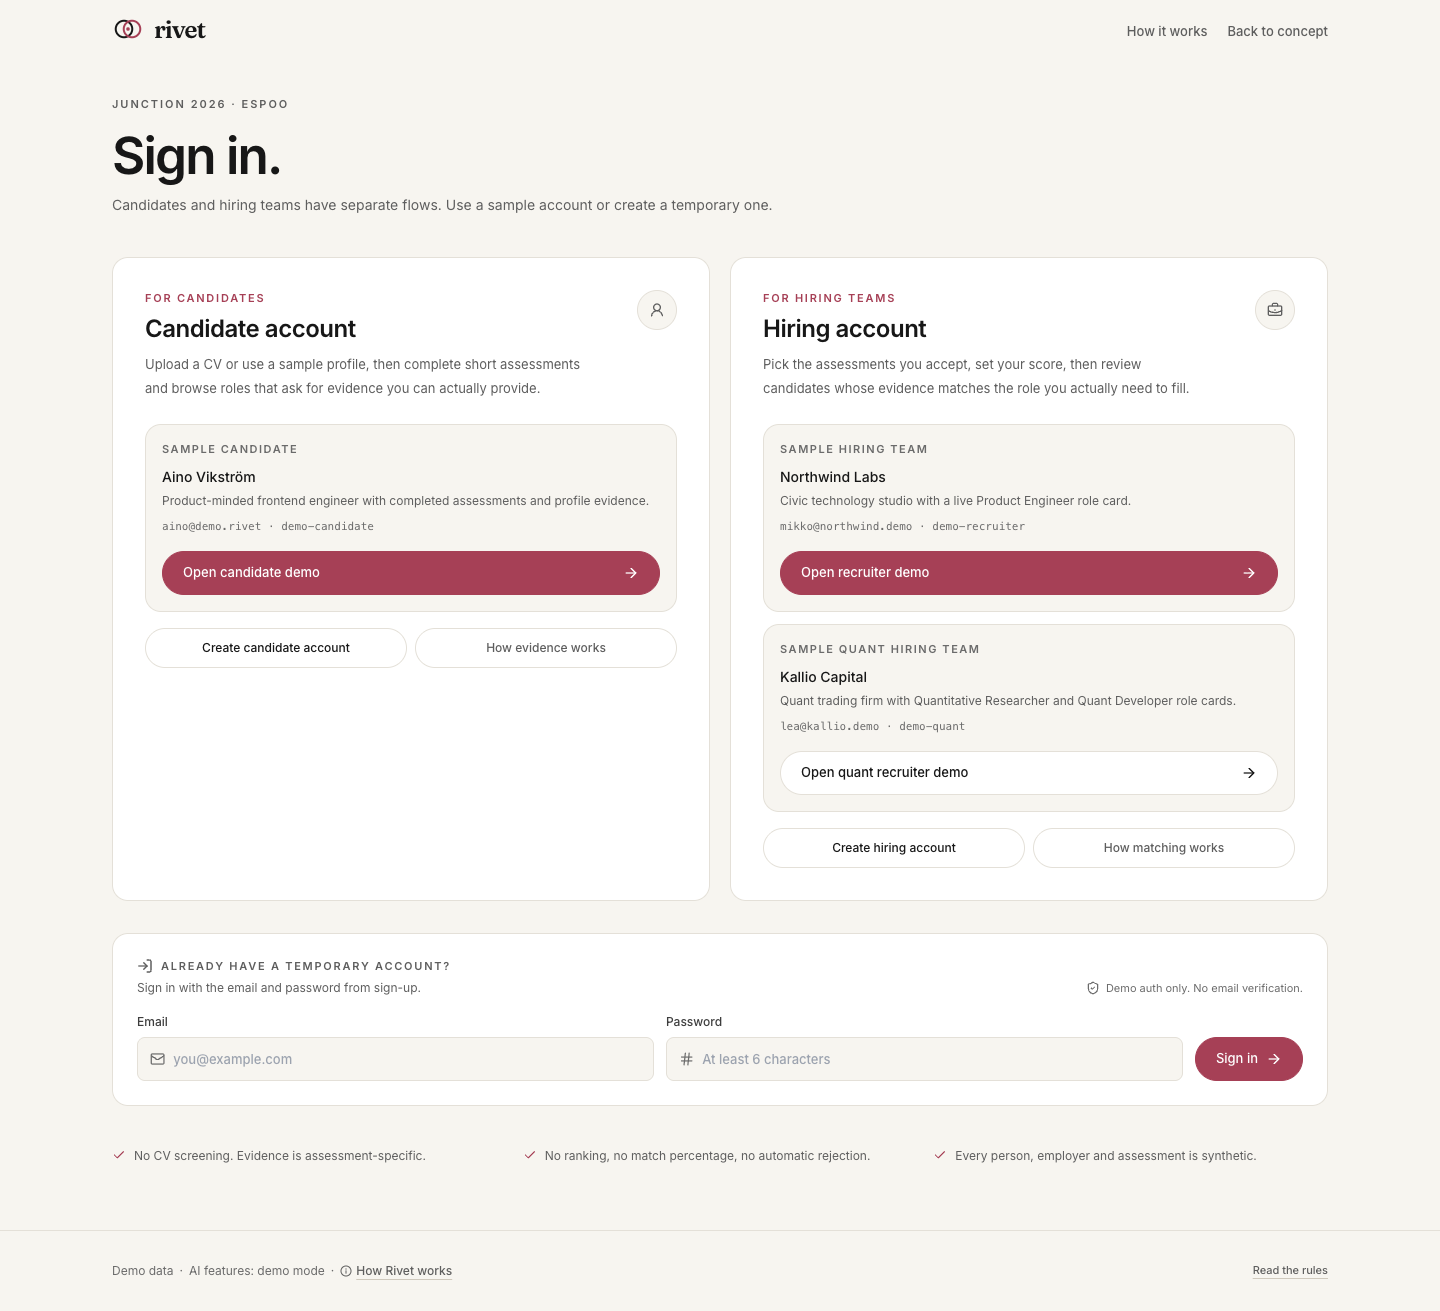 rivet
How it works
Back to concept
JUNCTION 2026 · ESPOO
Sign in.
Candidates and hiring teams have separate flows. Use a sample account or create a temporary one.
FOR CANDIDATES
Candidate account
Upload a CV or use a sample profile, then complete short assessments
and browse roles that ask for evidence you can actually provide.
SAMPLE CANDIDATE
Aino Vikström
Product-minded frontend engineer with completed assessments and profile evidence.
aino@demo.rivet · demo-candidate
Open candidate demo
Create candidate account
How evidence works
FOR HIRING TEAMS
Hiring account
Pick the assessments you accept, set your score, then review
candidates whose evidence matches the role you actually need to fill.
SAMPLE HIRING TEAM
Northwind Labs
Civic technology studio with a live Product Engineer role card.
mikko@northwind.demo · demo-recruiter
Open recruiter demo
SAMPLE QUANT HIRING TEAM
Kallio Capital
Quant trading firm with Quantitative Researcher and Quant Developer role cards.
lea@kallio.demo · demo-quant
Open quant recruiter demo
Create hiring account
How matching works
ALREADY HAVE A TEMPORARY ACCOUNT?
Sign in with the email and password from sign-up.
Demo auth only. No email verification.
Email
you@example.com
Password
At least 6 characters
Sign in
No CV screening. Evidence is assessment-specific.
No ranking, no match percentage, no automatic rejection.
Every person, employer and assessment is synthetic.
Demo data · AI features: demo mode · How Rivet works
Read the rules